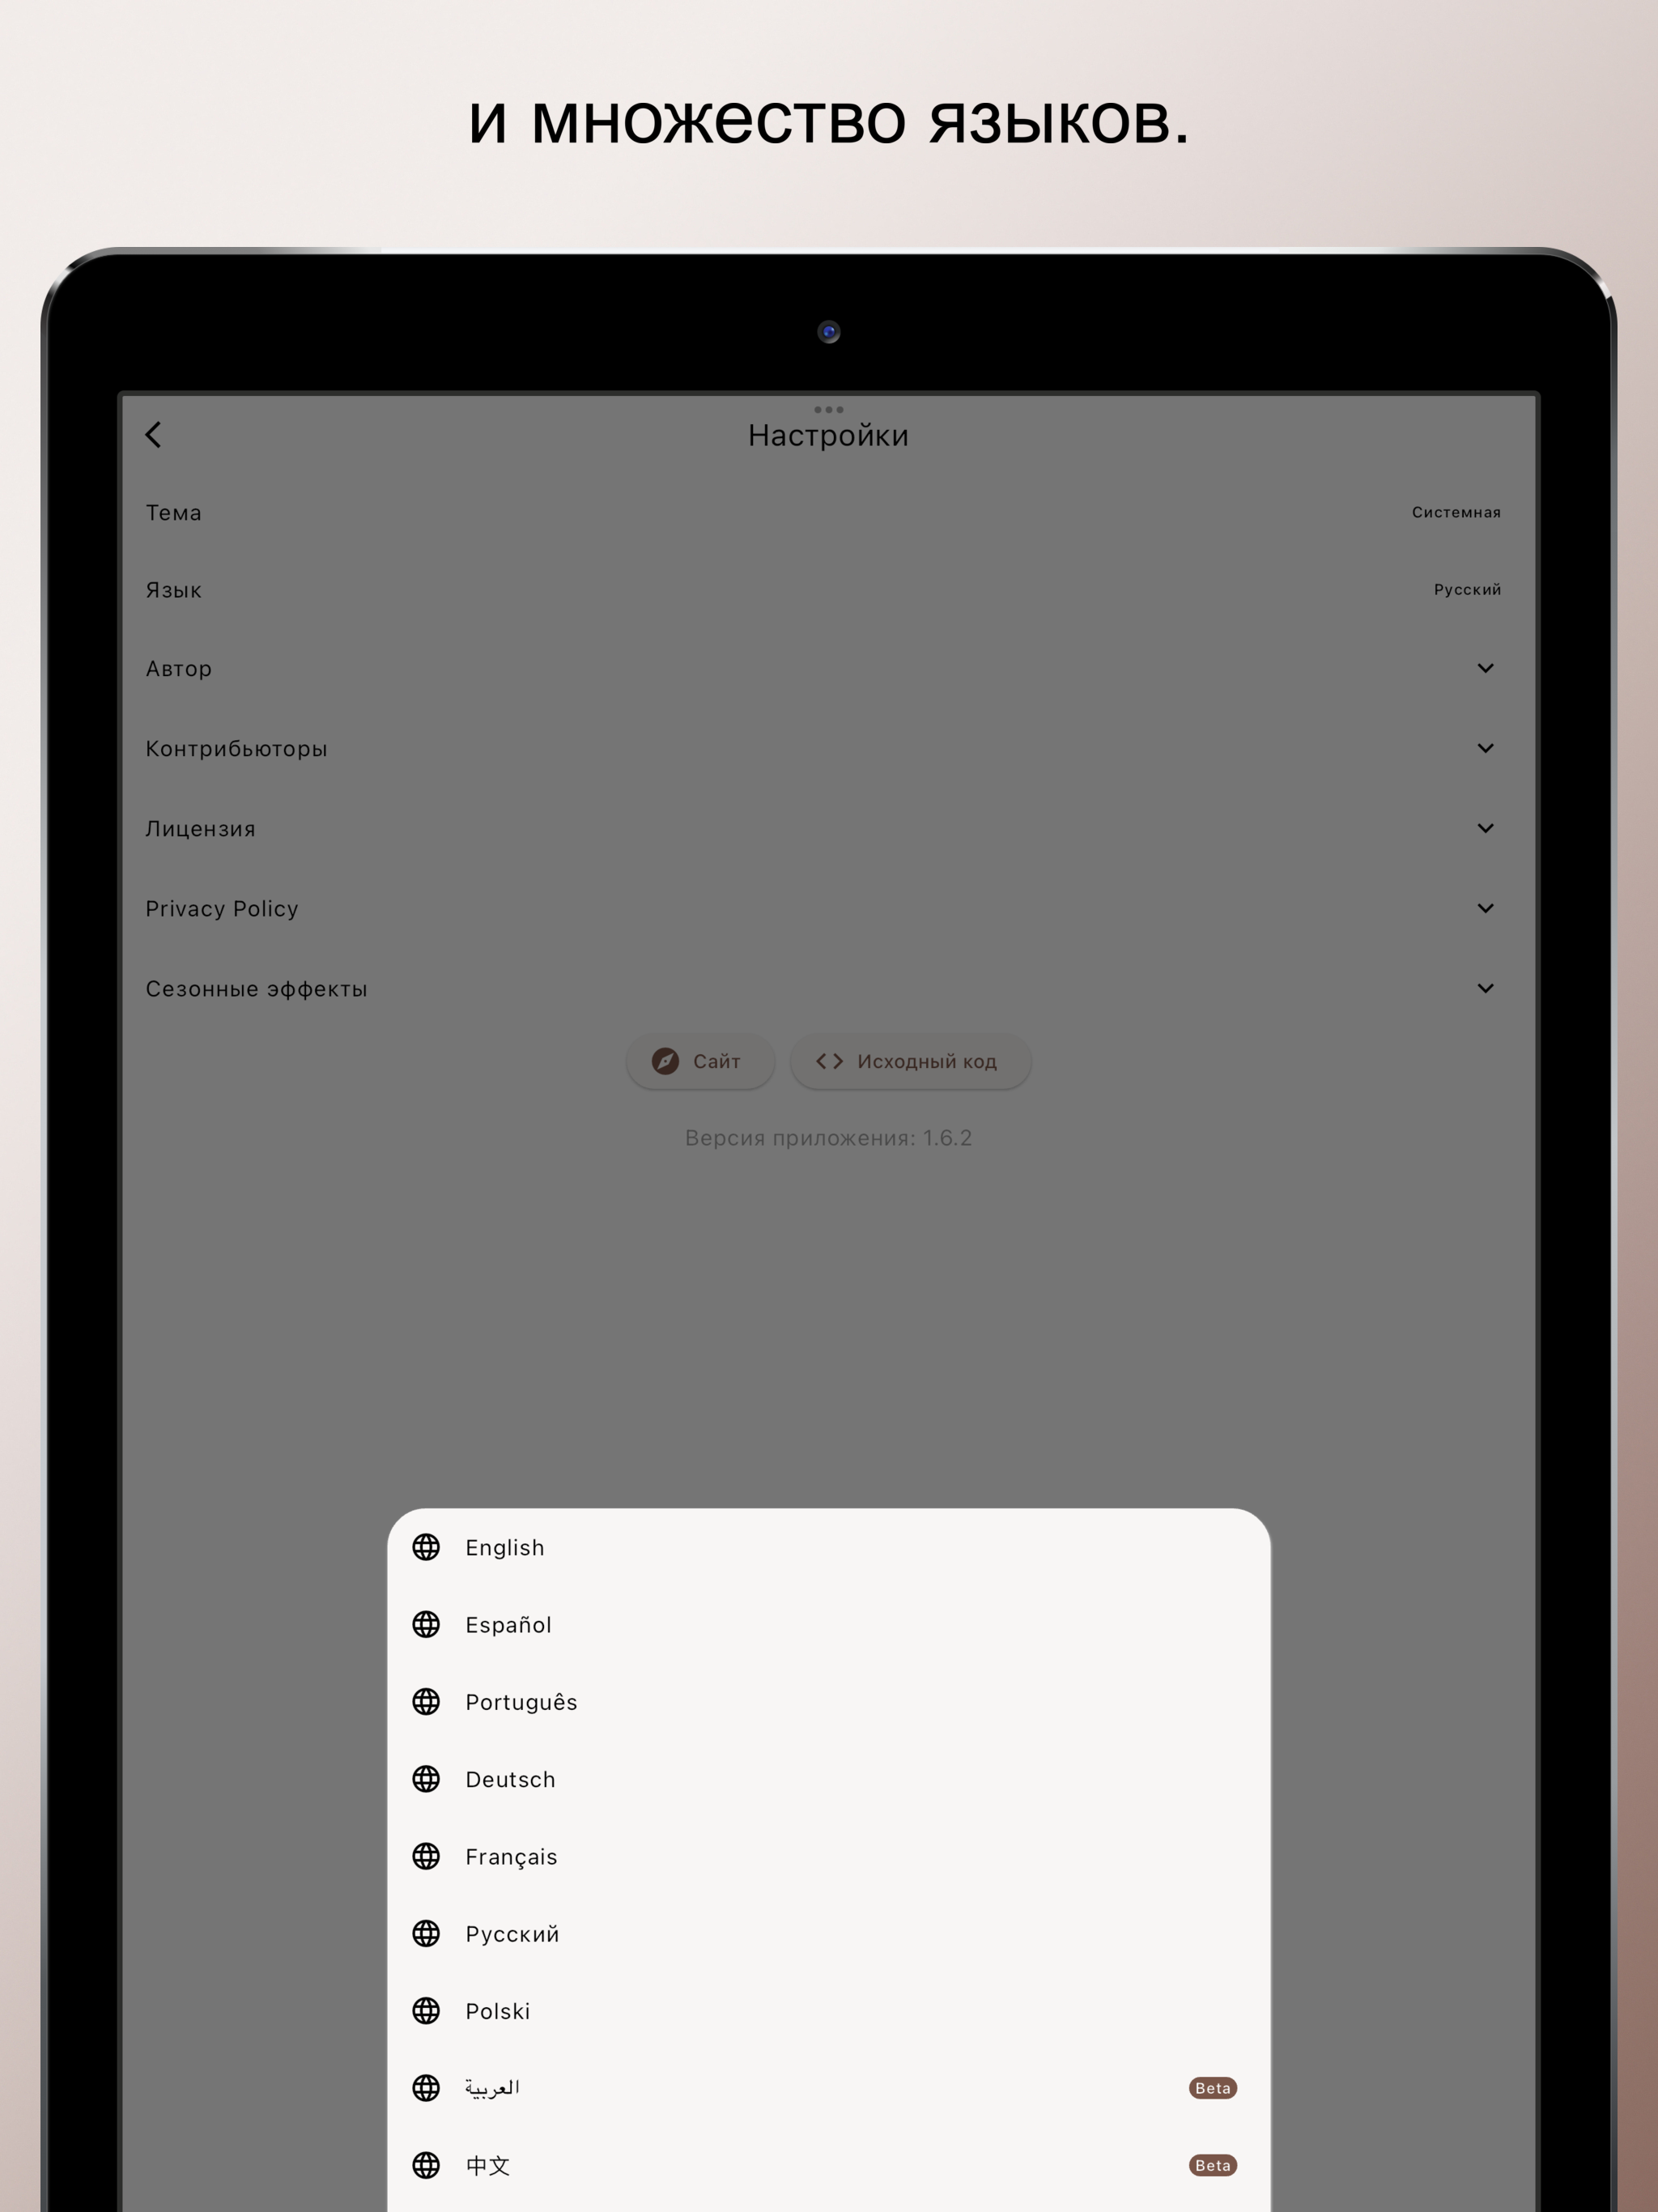 и множество языков.
Настройки
Тема Системная
Язык Русский
Автор
Контрибьюторы
Лицензия
Privacy Policy
Сезонные эффекты
Сайт Исходный код
Версия приложения: 1.6.2
English
Español
Português
Deutsch
Français
Русский
Polski
العربية Beta
中文 Beta